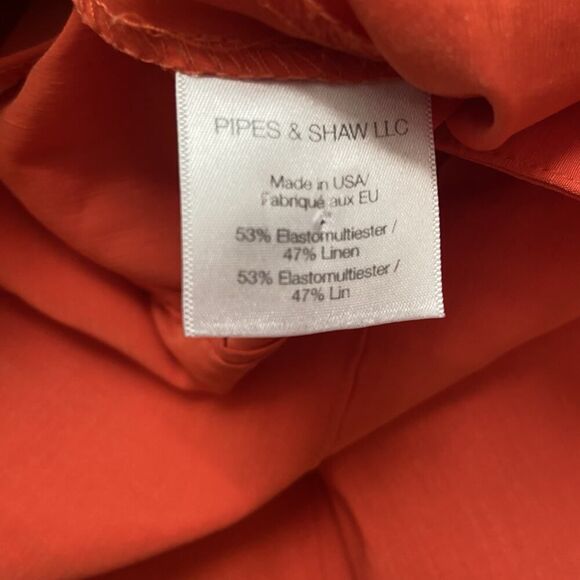 PIPES & SHAW LLC
Made in USA/
Fabriqué aux EU
53% Elastomultiester /
47% Linen
53% Elastomultiester /
47% Lin